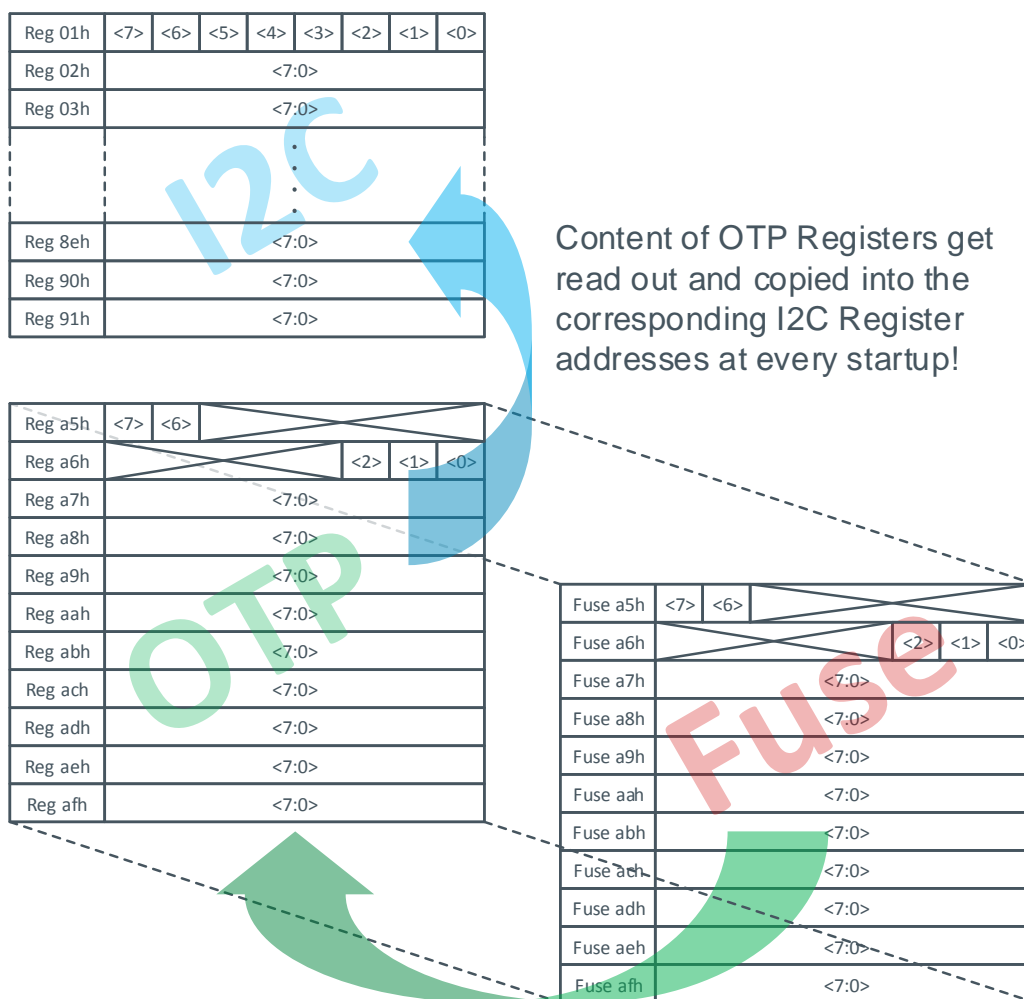 Reg 01h <7> <6> <5> <4> <3> <2> <1> <0>
Reg 02h <7:0>
Reg 03h <7:0>
I2C
Reg 8eh <7:0>
Reg 90h <7:0>
Reg 91h <7:0>
Content of OTP Registers get
read out and copied into the
corresponding I2C Register
addresses at every startup!
Reg a5h <7> <6>
Reg a6h <2> <1> <0>
Reg a7h <7:0>
Reg a8h <7:0>
Reg a9h <7:0>
Reg aah <7:0>
Reg abh <7:0>
Reg ach <7:0>
Reg adh <7:0>
Reg aeh <7:0>
Reg afh <7:0>
OTP
Fuse a5h <7> <6>
Fuse a6h <2> <1> <0>
Fuse a7h <7:0>
Fuse a8h <7:0>
Fuse a9h <7:0>
Fuse aah <7:0>
Fuse abh <7:0>
Fuse ach <7:0>
Fuse adh <7:0>
Fuse aeh <7:0>
Fuse afh <7:0>
Fuse